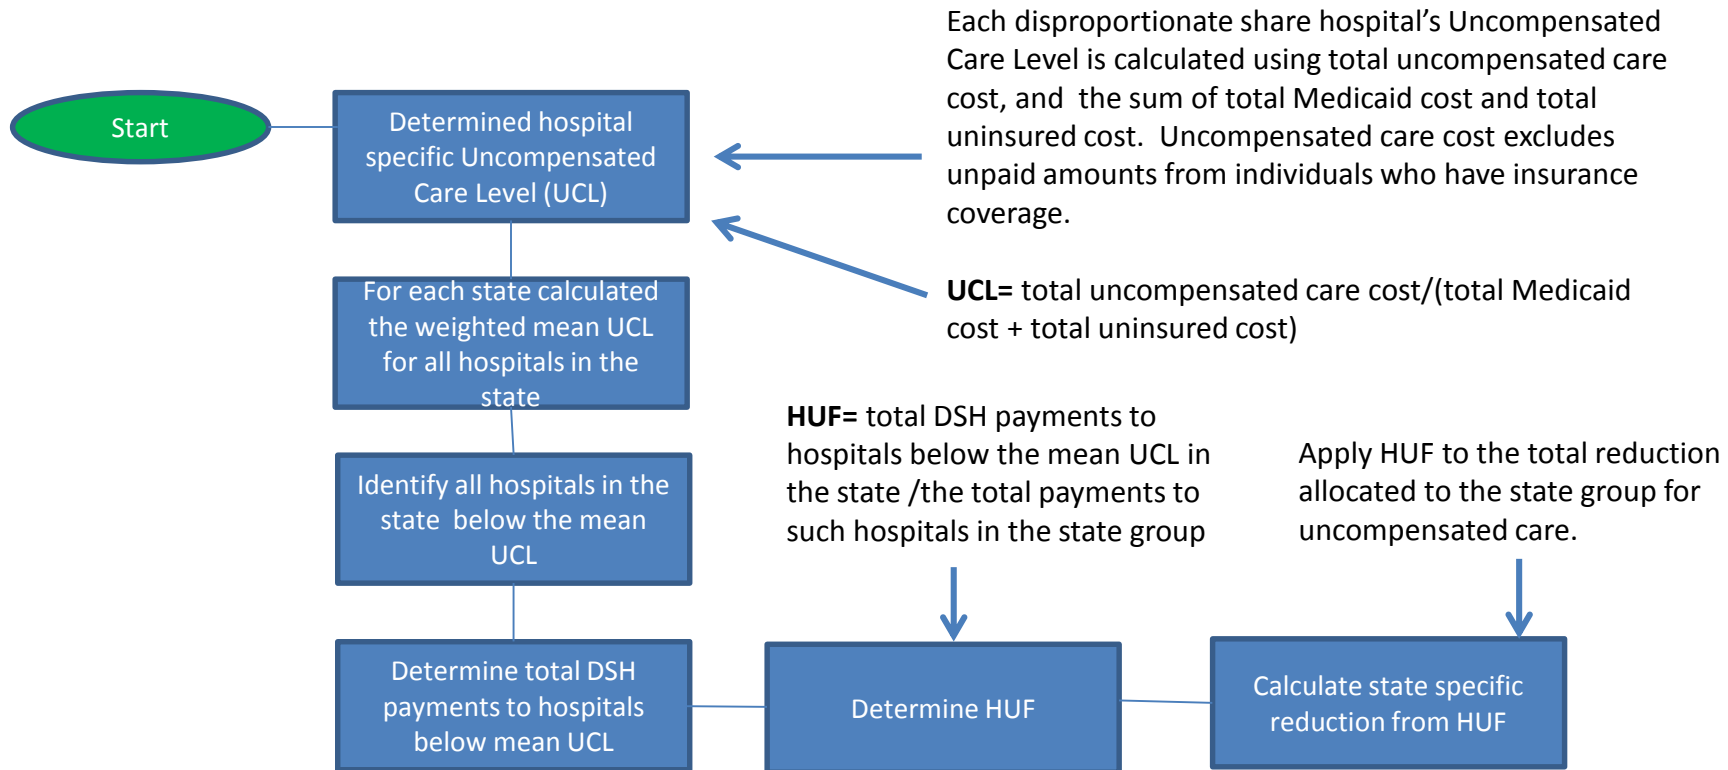 Start
Determined hospital
specific Uncompensated
Care Level (UCL)
Each disproportionate share hospital’s Uncompensated
Care Level is calculated using total uncompensated care
cost, and  the sum of total Medicaid cost and total
uninsured cost.  Uncompensated care cost excludes
unpaid amounts from individuals who have insurance
coverage.
UCL= total uncompensated care cost/(total Medicaid
cost + total uninsured cost)
For each state calculated
the weighted mean UCL
for all hospitals in the
state
Identify all hospitals in the
state  below the mean
UCL
Determine total DSH
payments to hospitals
below mean UCL
HUF= total DSH payments to
hospitals below the mean UCL in
the state /the total payments to
such hospitals in the state group
Determine HUF
Apply HUF to the total reduction
allocated to the state group for
uncompensated care.
Calculate state specific
reduction from HUF